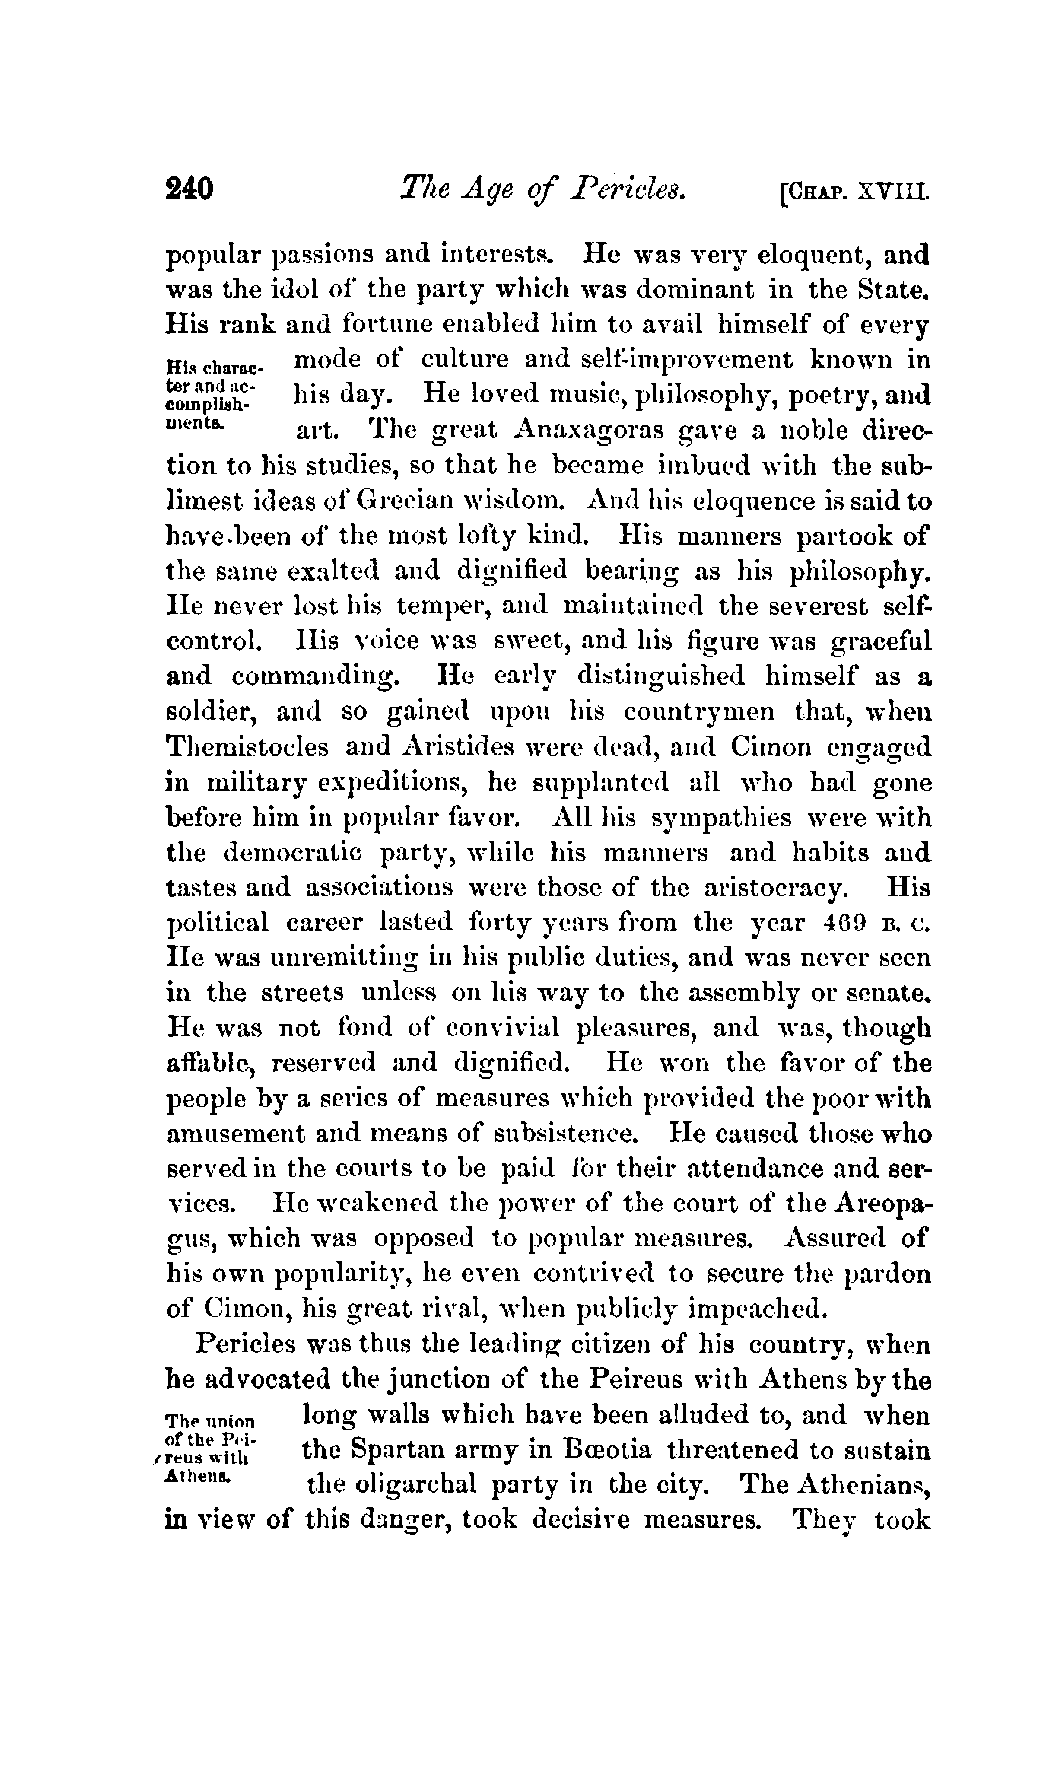 240 The Age of Pericles. [CHAP. XVIII.
popular passions and interests. He was very eloquent, and
was the idol of the party which was dominant in the State.
His rank and fortune enabled him to avail himself of every
His charac-
ter and ac-
complish-
ments.
mode of culture and self-improvement known in
his day. He loved music, philosophy, poetry, and
art. The great Anaxagoras gave a noble direc-
tion to his studies, so that he became imbued with the sub-
limest ideas of Grecian wisdom. And his eloquence is said to
have been of the most lofty kind. His manners partook of
the same exalted and dignified bearing as his philosophy.
He never lost his temper, and maintained the severest self-
control. His voice was sweet, and his figure was graceful
and commanding. He early distinguished himself as a
soldier, and so gained upon his countrymen that, when
Themistocles and Aristides were dead, and Cimon engaged
in military expeditions, he supplanted all who had gone
before him in popular favor. All his sympathies were with
the democratic party, while his manners and habits and
tastes and associations were those of the aristocracy. His
political career lasted forty years from the year 469 B. C.
He was unremitting in his public duties, and was never seen
in the streets unless on his way to the assembly or senate.
He was not fond of convivial pleasures, and was, though
affable, reserved and dignified. He won the favor of the
people by a series of measures which provided the poor with
amusement and means of subsistence. He caused those who
served in the courts to be paid for their attendance and ser-
vices. He weakened the power of the court of the Areopa-
gus, which was opposed to popular measures. Assured of
his own popularity, he even contrived to secure the pardon
of Cimon, his great rival, when publicly impeached.
Pericles was thus the leading citizen of his country, when
he advocated the junction of the Peireus with Athens by the
The union
of the Pei-
reus with
Athens.
long walls which have been alluded to, and when
the Spartan army in Bœotia threatened to sustain
the oligarchal party in the city. The Athenians,
in view of this danger, took decisive measures. They took